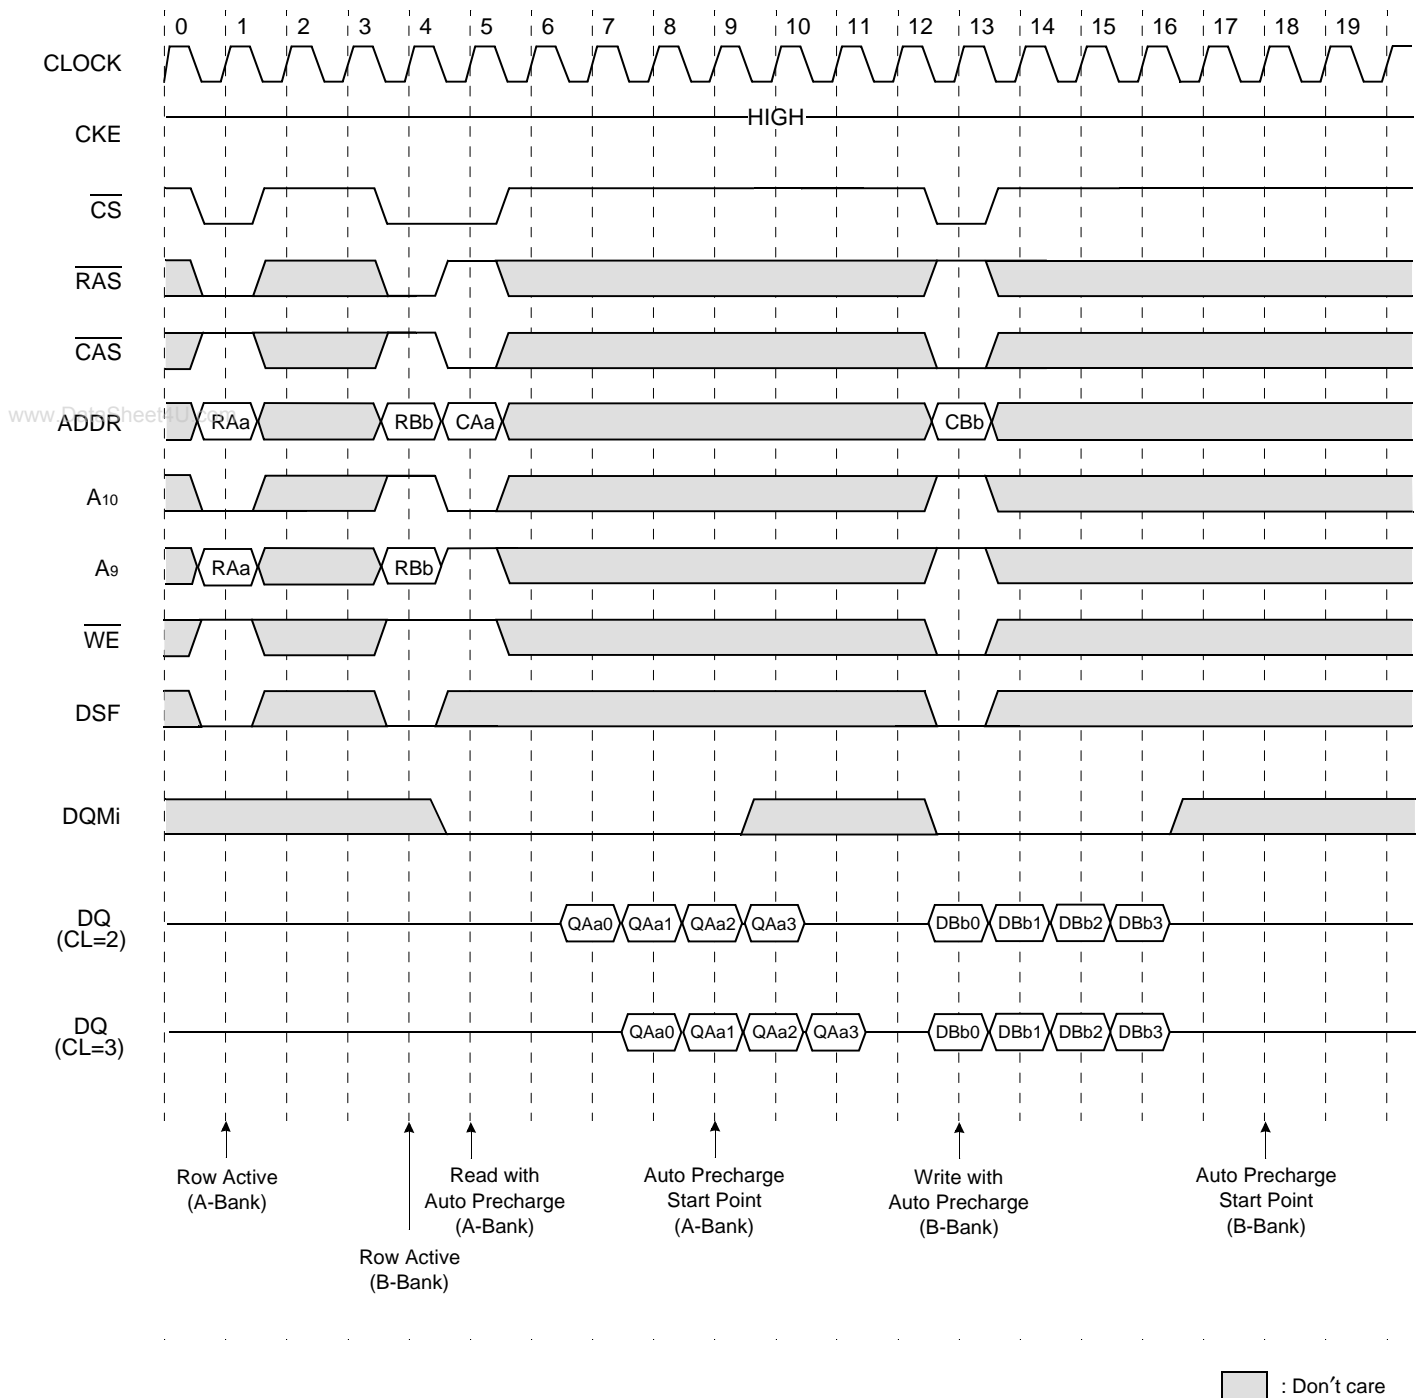 0 1 2 3 4 5 6 7 8 9 10 11 12 13 14 15 16 17 18 19
CLOCK
HIGH
CKE
CS
RAS
CAS
www.DataSheet4U.com
ADDR RAa RBb CAa CBb
A10
A9 RAa RBb
WE
DSF
DQMi
DQ
(CL=2)
QAa0 QAa1 QAa2 QAa3 DBb0 DBb1 DBb2 DBb3
DQ
(CL=3)
QAa0 QAa1 QAa2 QAa3 DBb0 DBb1 DBb2 DBb3
Row Active
(A-Bank)
Row Active
(B-Bank)
Read with
Auto Precharge
(A-Bank)
Auto Precharge
Start Point
(A-Bank)
Write with
Auto Precharge
(B-Bank)
Auto Precharge
Start Point
(B-Bank)
: Don't care